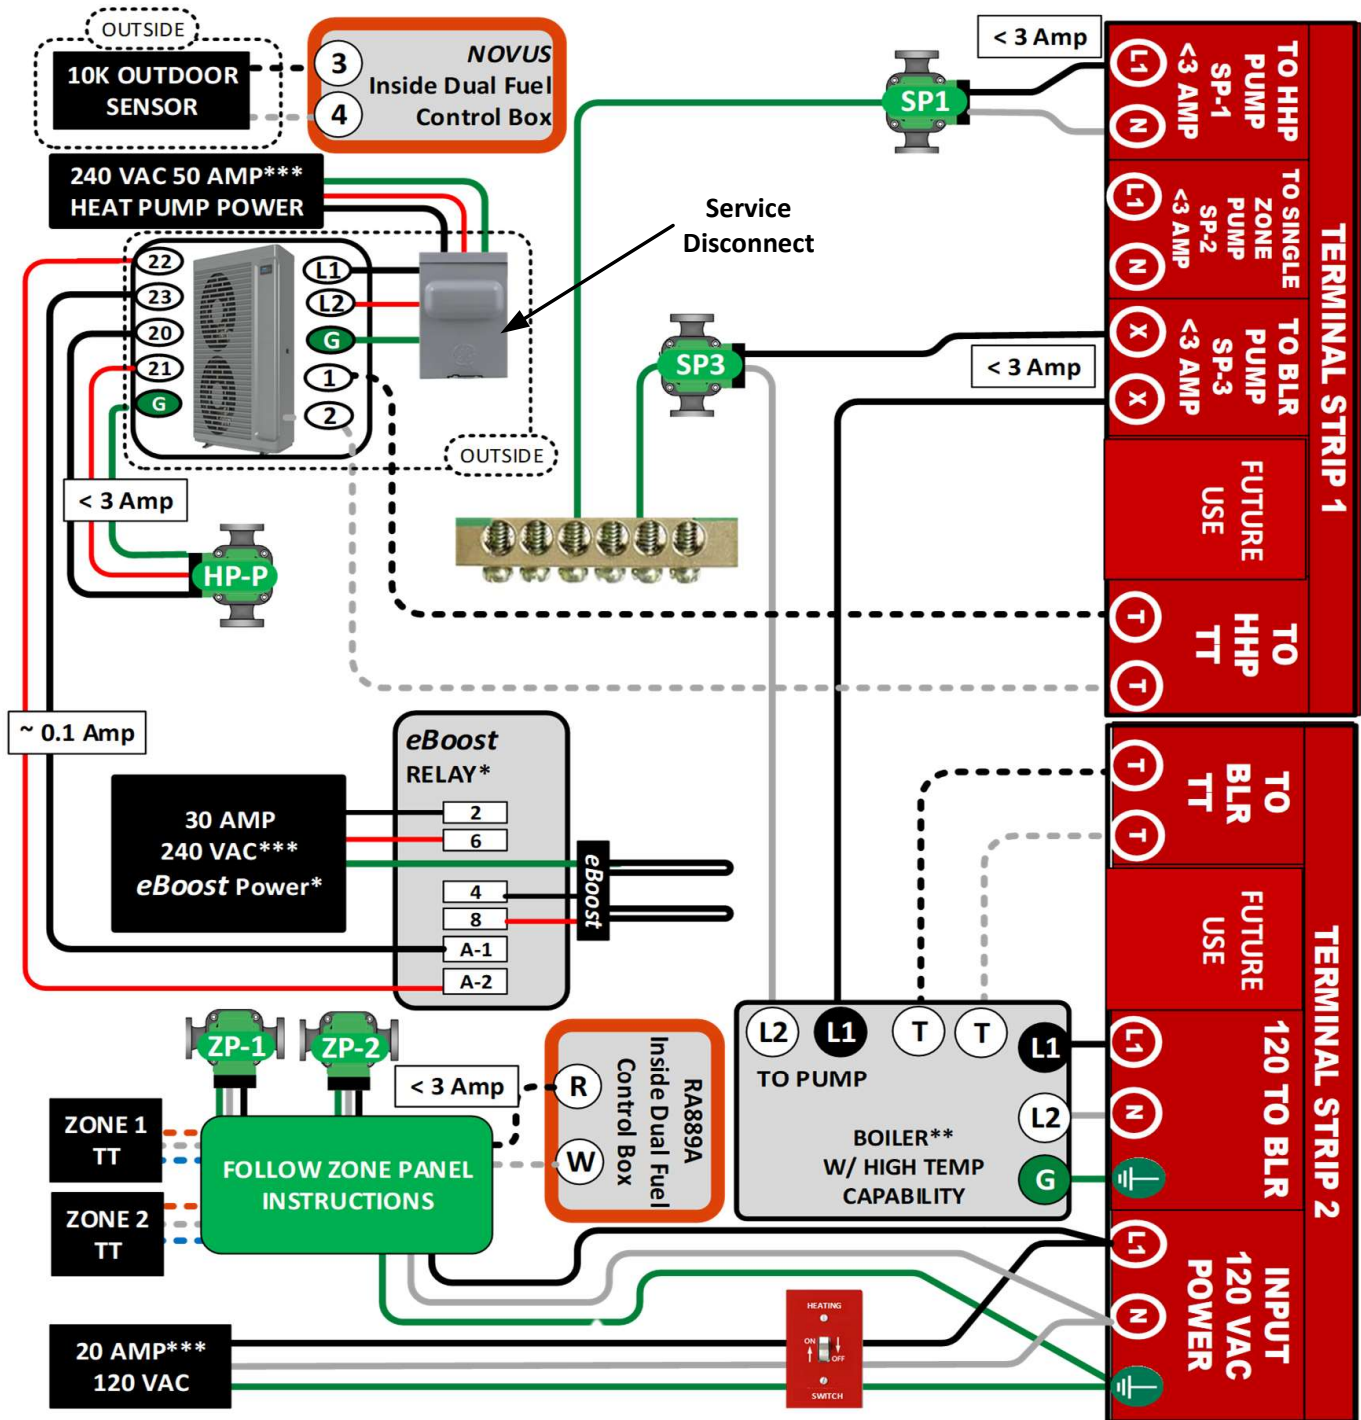 OUTSIDE
10K OUTDOOR
SENSOR
3
4
NOVUS
Inside Dual Fuel
Control Box
240 VAC 50 AMP***
HEAT PUMP POWER
22
23
20
21
G
L1
L2
G
1
2
OUTSIDE
Service
Disconnect
< 3 Amp
HP-P
~ 0.1 Amp
SP1
< 3 Amp
SP3
< 3 Amp
TERMINAL STRIP 1
L1
N
TO HHP
PUMP
SP-1
<3 AMP
L1
N
TO SINGLE
ZONE
PUMP
SP-2
<3 AMP
X
X
TO BLR
PUMP
SP-3
<3 AMP
FUTURE
USE
T
T
TO
HHP
TT
eBoost
RELAY*
2
6
4
8
A-1
A-2
30 AMP
240 VAC***
eBoost Power*
eBoost
TERMINAL STRIP 2
T
T
TO
BLR
TT
FUTURE
USE
L1
N
120 TO BLR
L1
N
INPUT
120 VAC
POWER
L2
L1
T
T
TO PUMP
L1
L2
G
BOILER**
W/ HIGH TEMP
CAPABILITY
ZP-1
ZP-2
< 3 Amp
R
W
RA889A
Inside Dual Fuel
Control Box
ZONE 1
TT
ZONE 2
TT
FOLLOW ZONE PANEL
INSTRUCTIONS
20 AMP***
120 VAC
HEATING
ON
OFF
SWITCH